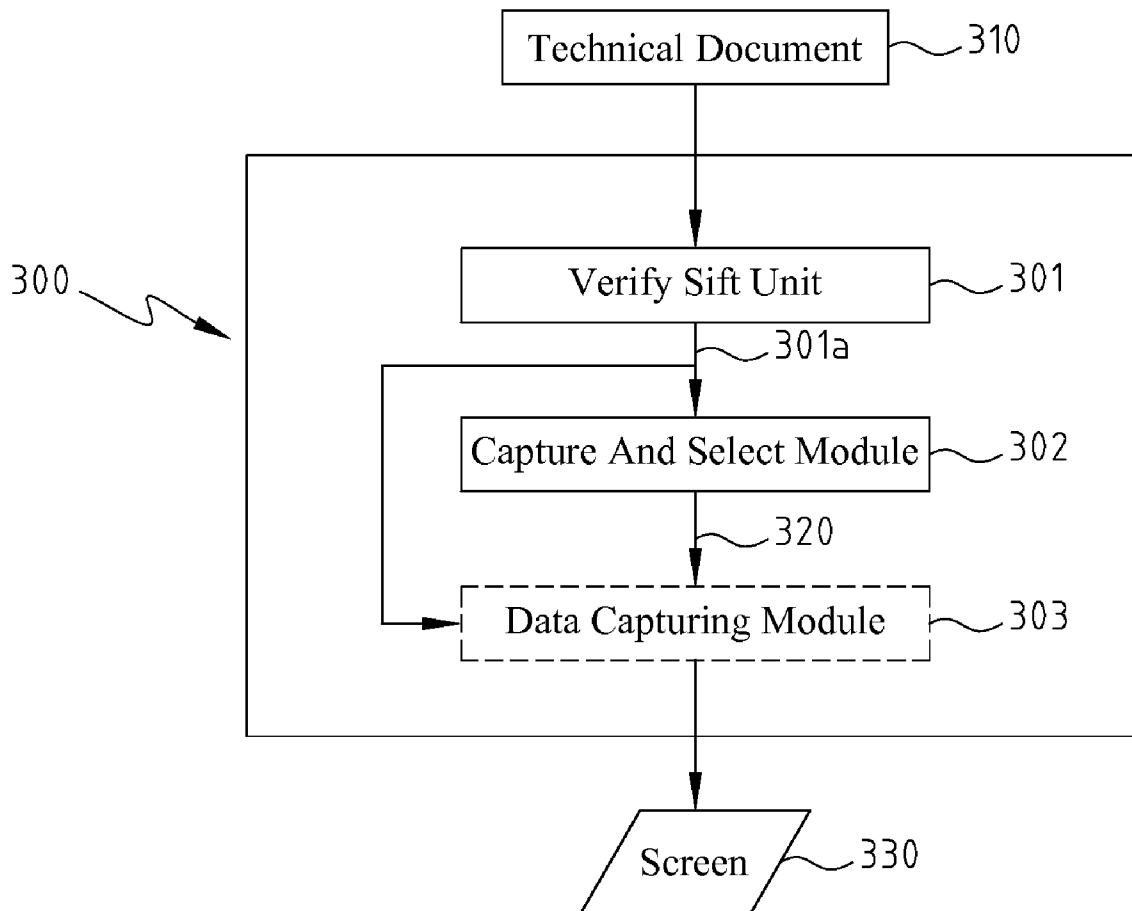 Technical Document
310
300
Verify Sift Unit
301
301a
Capture And Select Module
302
320
Data Capturing Module
303
Screen
330